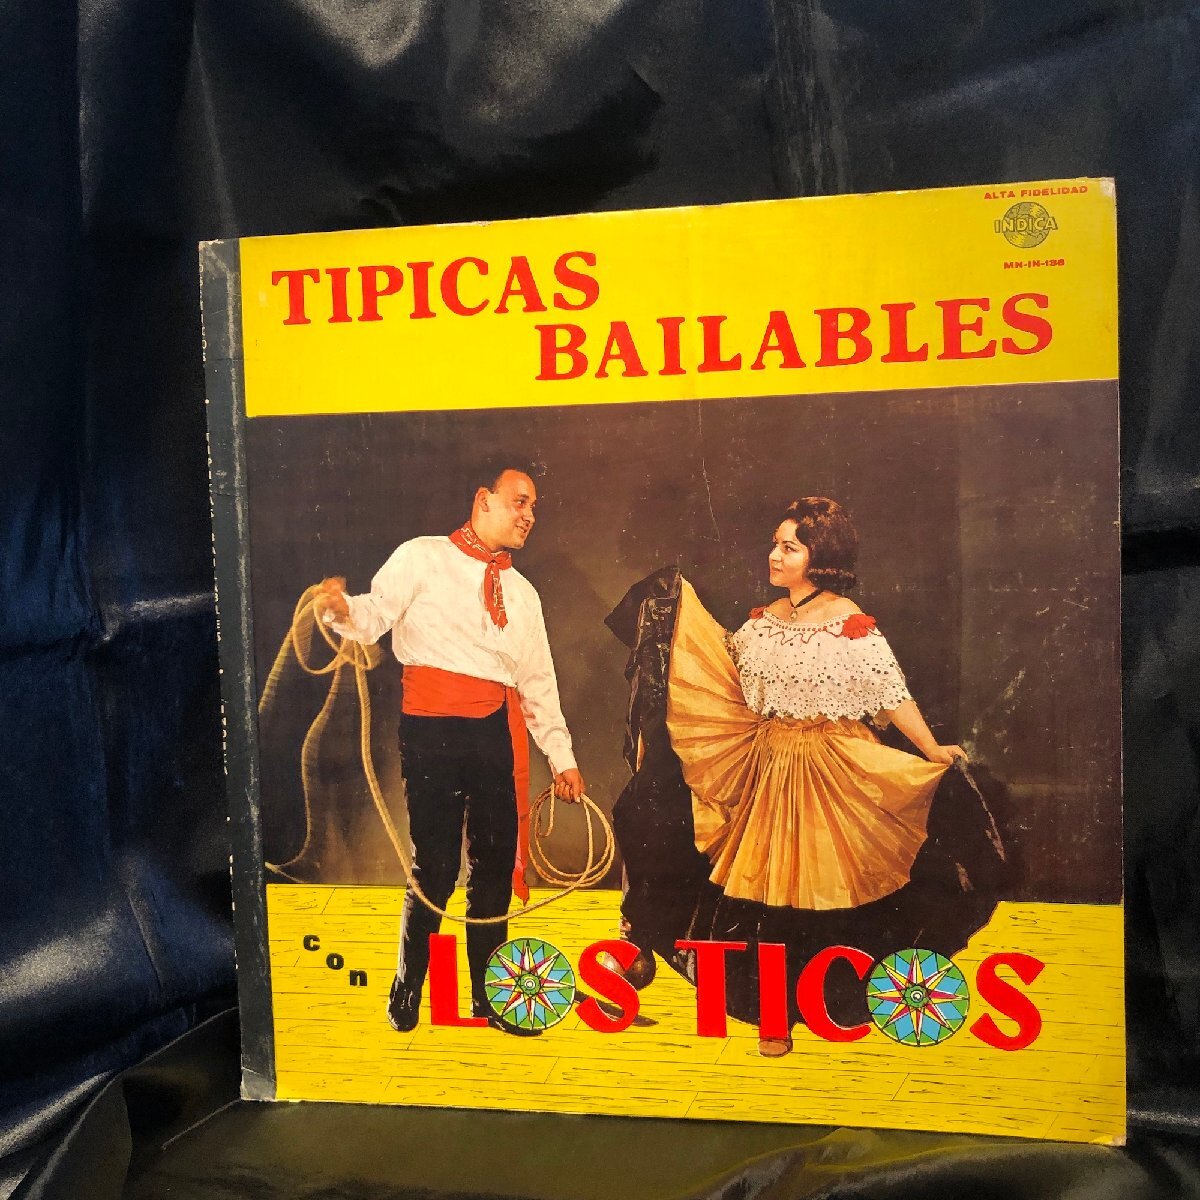 ALTA FIDELIDAD
INDICA
MN-IN-136
TIPICAS
BAILABLES
con LOS TICOS